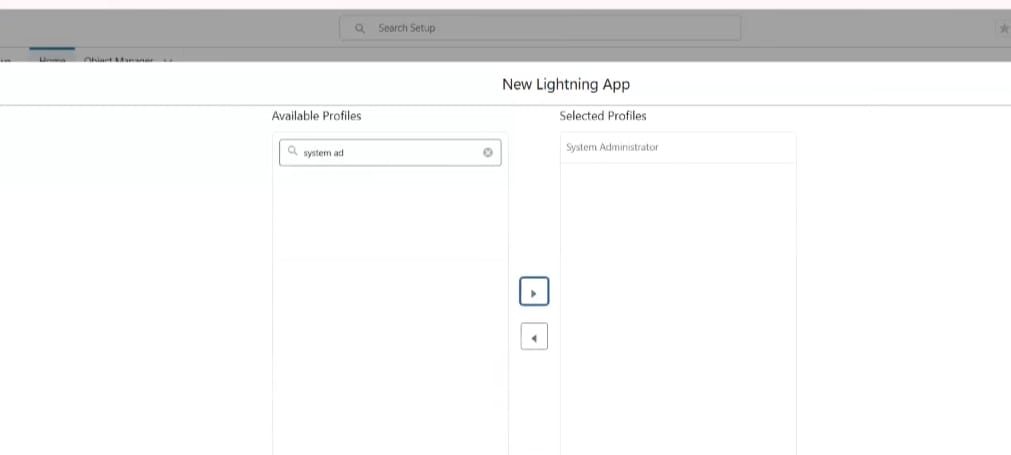 Search Setup
Home Object Manager
New Lightning App
Available Profiles
Selected Profiles
system ad
System Administrator